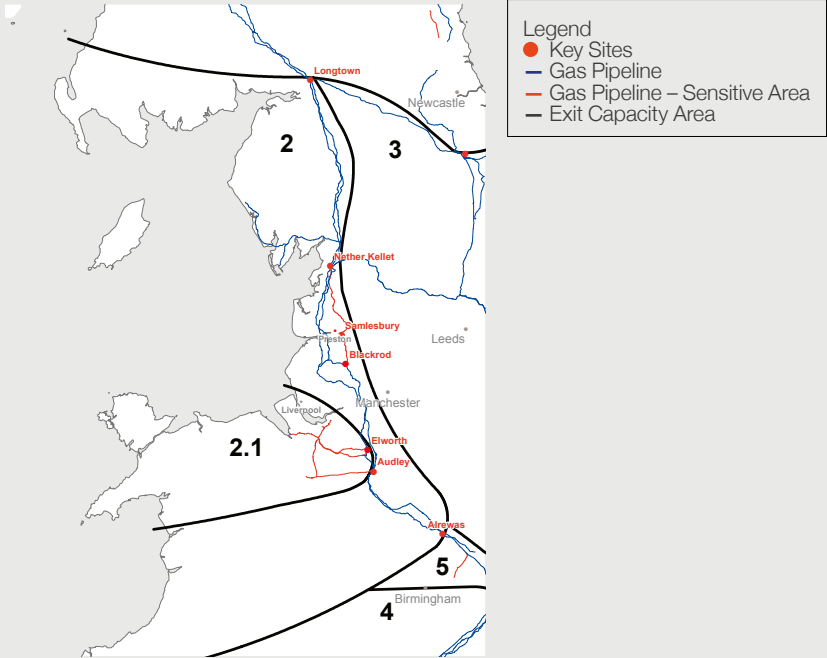 Legend
Key Sites
Gas Pipeline
Gas Pipeline – Sensitive Area
Exit Capacity Area
Longtown
Newcastle
2
3
Nether Kellet
Samlesbury
Preston
Leeds
Blackrod
Manchester
Liverpool
Elworth
2.1
Audley
Alrewas
5
Birmingham
4